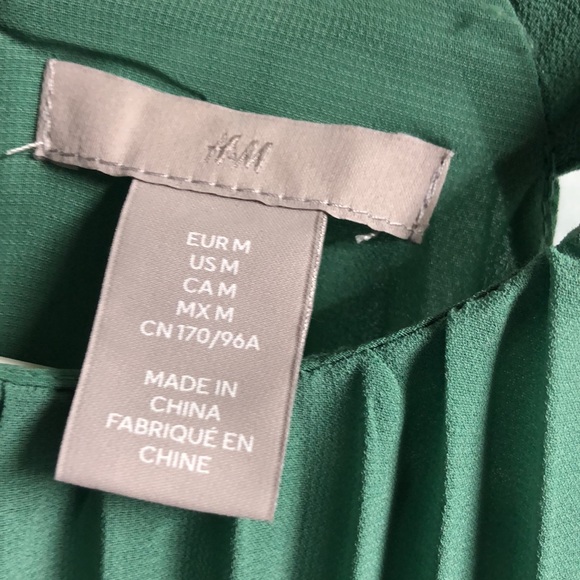 H&M
EUR M
US M
CA M
MX M
CN 170/96A
MADE IN
CHINA
FABRIQUÉ EN
CHINE